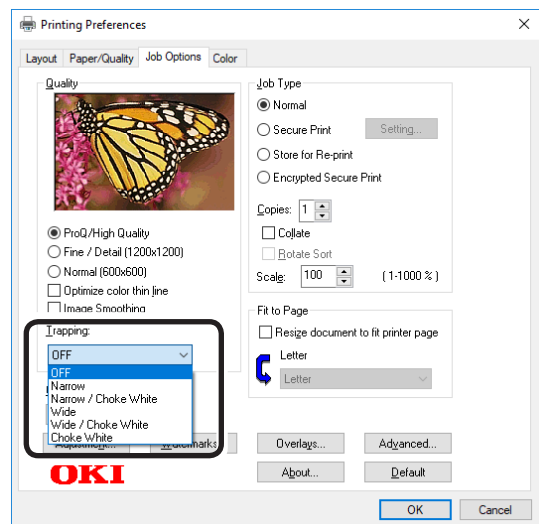 Printing Preferences
Layout Paper/Quality Job Options Color
Quality
ProQ/High Quality
Fine / Detail (1200x1200)
Normal (600x600)
Optimize color thin line
Image Smoothing
Trapping:
OFF
OFF
Narrow
Narrow / Choke White
Wide
Wide / Choke White
Choke White
Job Type
Normal
Secure Print Setting...
Store for Re-print
Encrypted Secure Print
Copies: 1
Collate
Rotate Sort
Scale: 100 (1-1000 %)
Fit to Page
Resize document to fit printer page
Letter
Letter
Adjustment... Watermarks... Overlays... Advanced...
OKI
About... Default
OK Cancel